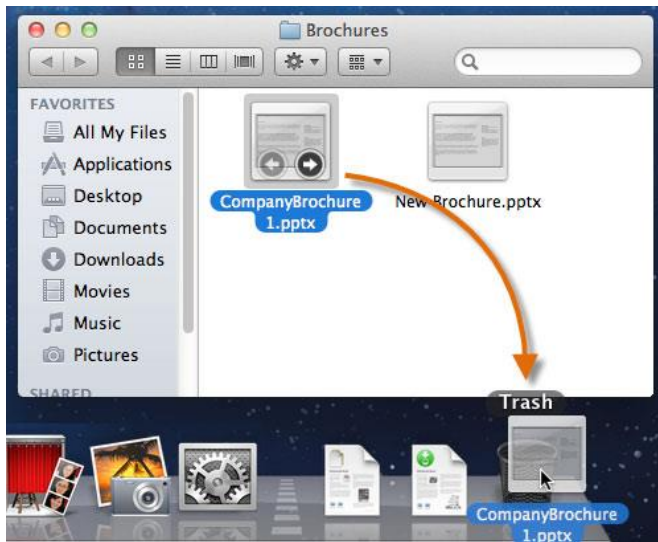 Brochures
FAVORITES
All My Files
Applications
Desktop
Documents
Downloads
Movies
Music
Pictures
SHARED
CompanyBrochure
1.pptx
New Brochure.pptx
Trash
CompanyBrochure
1.pptx